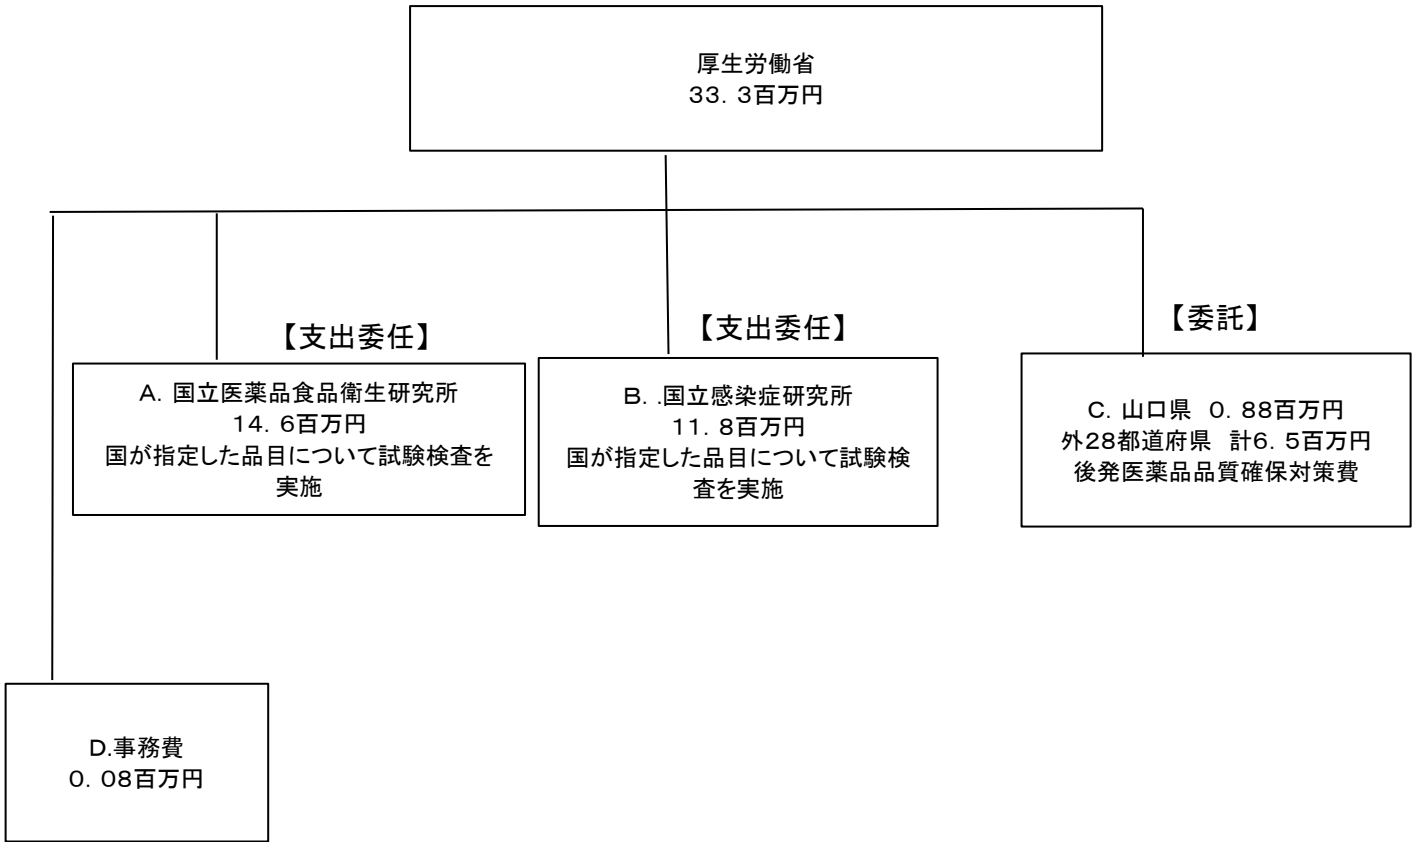 厚生労働省
33.3百万円
【支出委任】
【支出委任】
【委託】
A. 国立医薬品食品衛生研究所
14.6百万円
国が指定した品目について試験検査を
実施
B. .国立感染症研究所
11.8百万円
国が指定した品目について試験検
査を実施
C. 山口県 0.88百万円
外28都道府県 計6.5百万円
後発医薬品品質確保対策費
D.事務費
0.08百万円